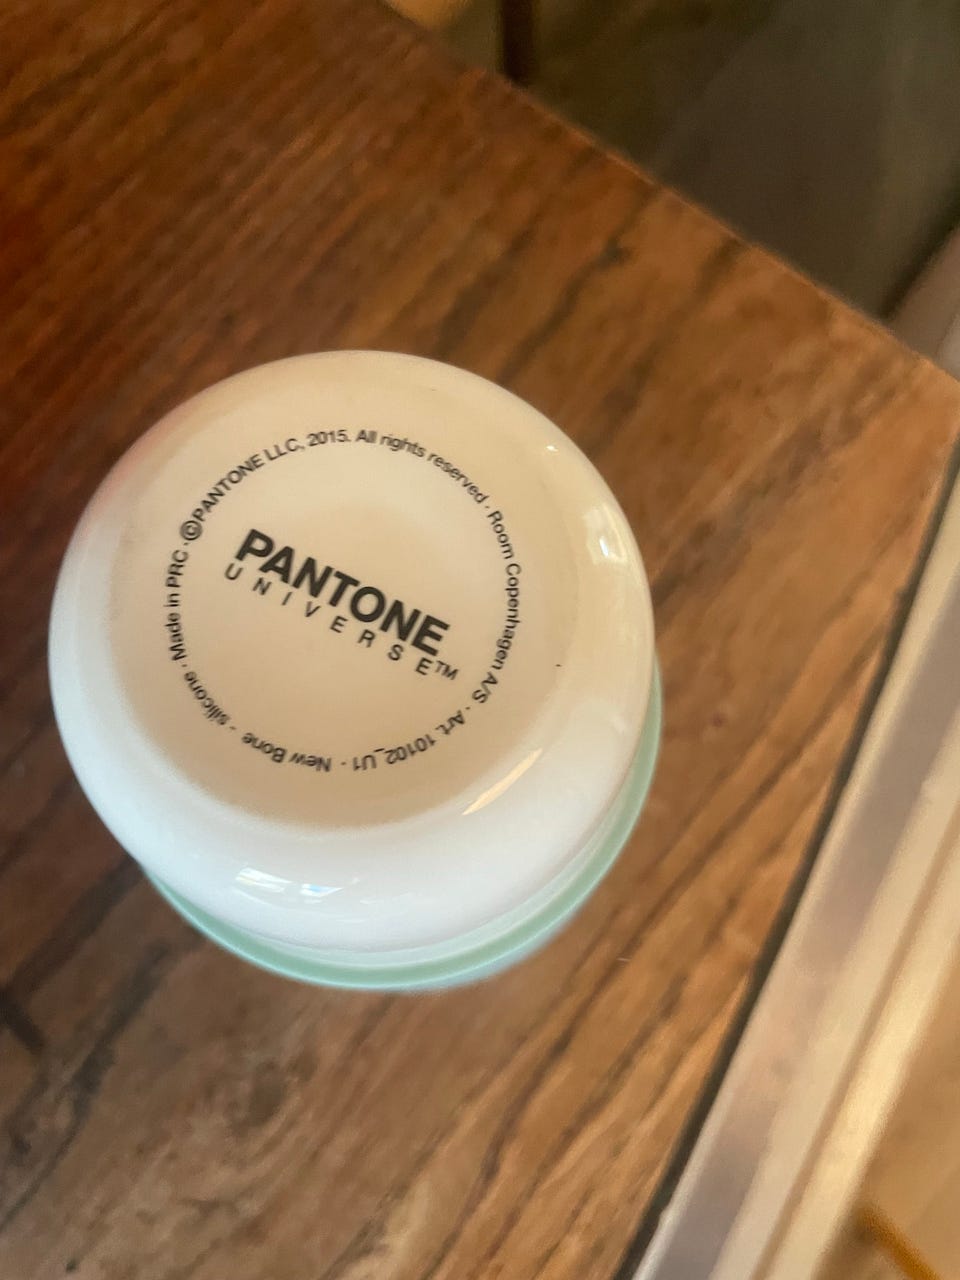 PANTONE
UNIVERSE™
©PANTONE LLC, 2015. All rights reserved · Room Copenhagen A/S · Art. 10102_U1 · New Bone - silicone · Made in PRC ·